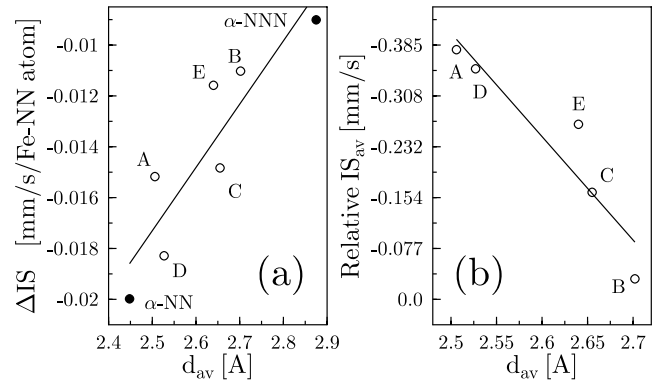 ΔIS [mm/s/Fe-NN atom]
-0.01
-0.012
-0.014
-0.016
-0.018
-0.02
α-NNN
B
E
A
C
D
α-NN
(a)
2.4 2.5 2.6 2.7 2.8 2.9
d_av [A]
Relative IS_av [mm/s]
-0.385
-0.308
-0.232
-0.154
-0.077
0.0
A
D
E
C
B
(b)
2.5 2.55 2.6 2.65 2.7
d_av [A]